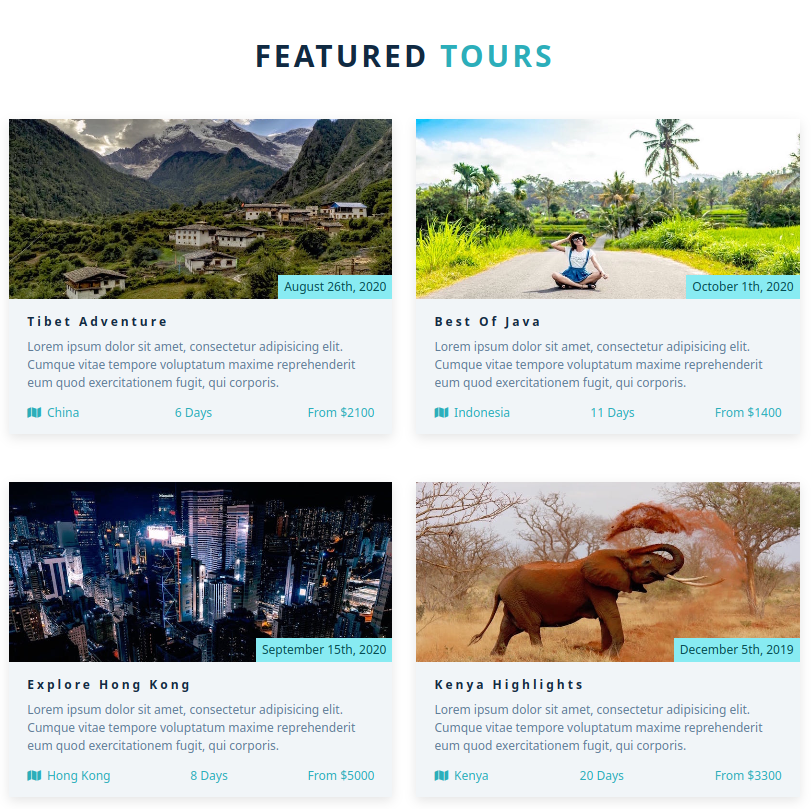 FEATURED TOURS
August 26th, 2020
Tibet Adventure
Lorem ipsum dolor sit amet, consectetur adipisicing elit.
Cumque vitae tempore voluptatum maxime reprehenderit
eum quod exercitationem fugit, qui corporis.
China 6 Days From $2100
October 1th, 2020
Best Of Java
Lorem ipsum dolor sit amet, consectetur adipisicing elit.
Cumque vitae tempore voluptatum maxime reprehenderit
eum quod exercitationem fugit, qui corporis.
Indonesia 11 Days From $1400
September 15th, 2020
Explore Hong Kong
Lorem ipsum dolor sit amet, consectetur adipisicing elit.
Cumque vitae tempore voluptatum maxime reprehenderit
eum quod exercitationem fugit, qui corporis.
Hong Kong 8 Days From $5000
December 5th, 2019
Kenya Highlights
Lorem ipsum dolor sit amet, consectetur adipisicing elit.
Cumque vitae tempore voluptatum maxime reprehenderit
eum quod exercitationem fugit, qui corporis.
Kenya 20 Days From $3300